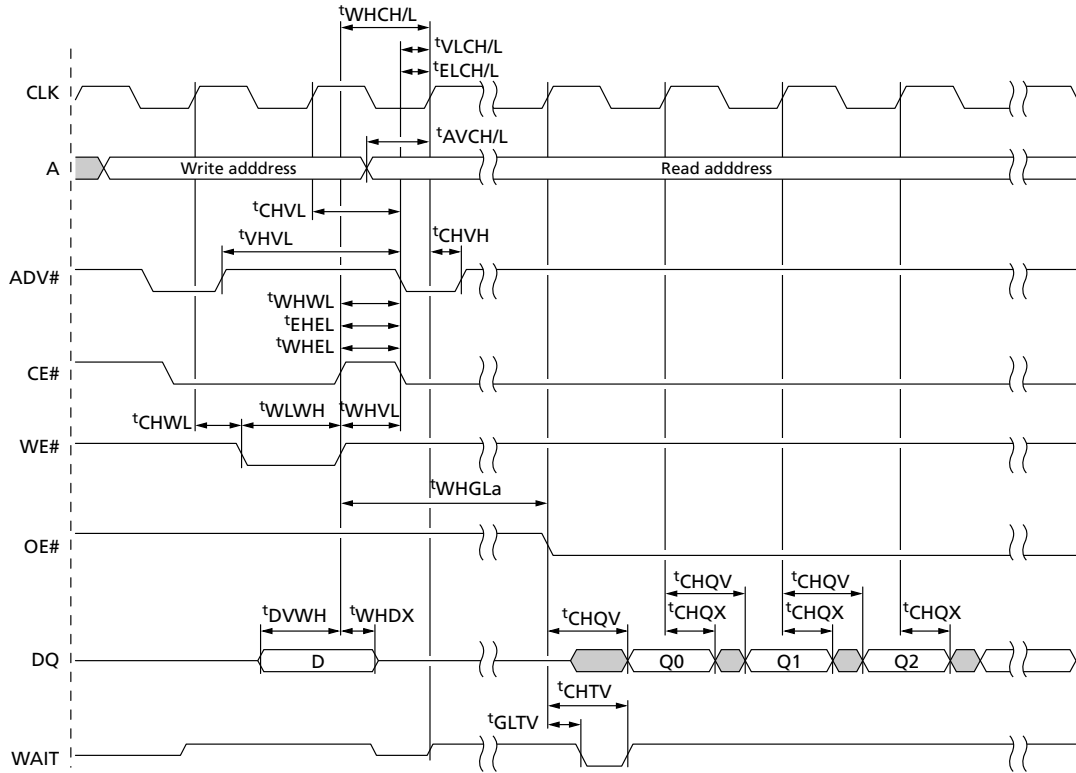 tWHCH/L
tVLCH/L
tELCH/L
CLK
tAVCH/L
A
Write adddress
Read adddress
tCHVL
tVHVL
tCHVH
ADV#
tWHWL
tEHEL
tWHEL
CE#
tCHWL
tWLWH
tWHVL
WE#
tWHGLa
OE#
tCHQV
tCHQV
tDVWH
tWHDX
tCHQV
tCHQX
tCHQX
tCHQX
DQ
D
Q0
Q1
Q2
tCHTV
tGLTV
WAIT